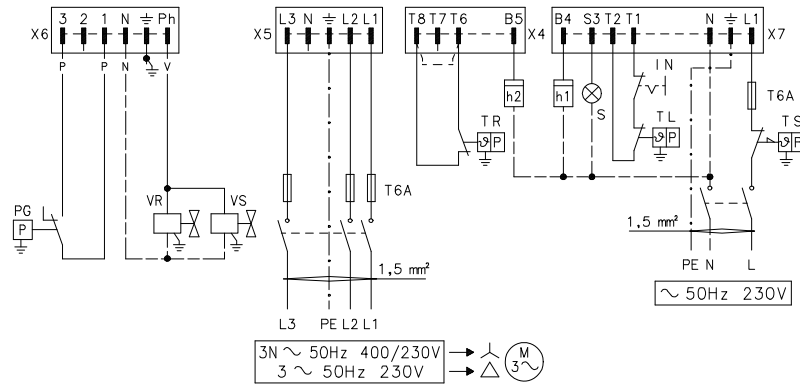 3 2 1 N Ph
X6
P P N V
PG
P
VR
VS
L3 N L2 L1
X5
T6A
1,5 mm²
L3 PE L2 L1
3N ~ 50Hz 400/230V
3 ~ 50Hz 230V
M
3~
T8 T7 T6 B5
X4
h2
TR
ϑ P
B4 S3 T2 T1 N L1
X7
h1
S
IN
TL
ϑ P
T6A
TS
ϑ P
1,5 mm²
PE N L
~ 50Hz 230V